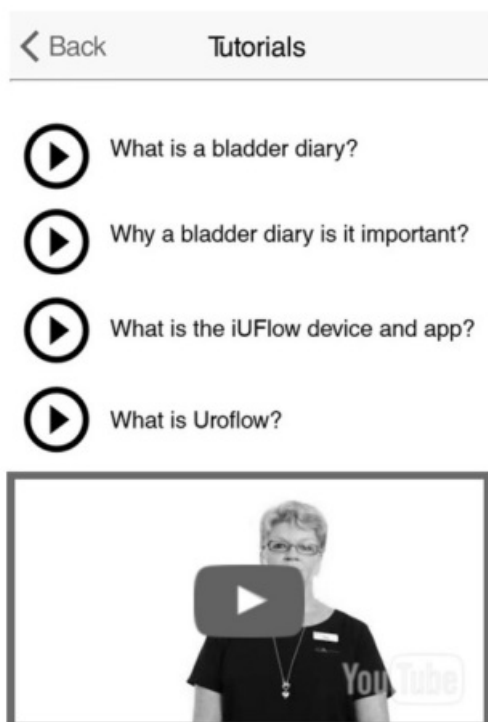 Back
Tutorials
What is a bladder diary?
Why a bladder diary is it important?
What is the iUFlow device and app?
What is Uroflow?
YouTube